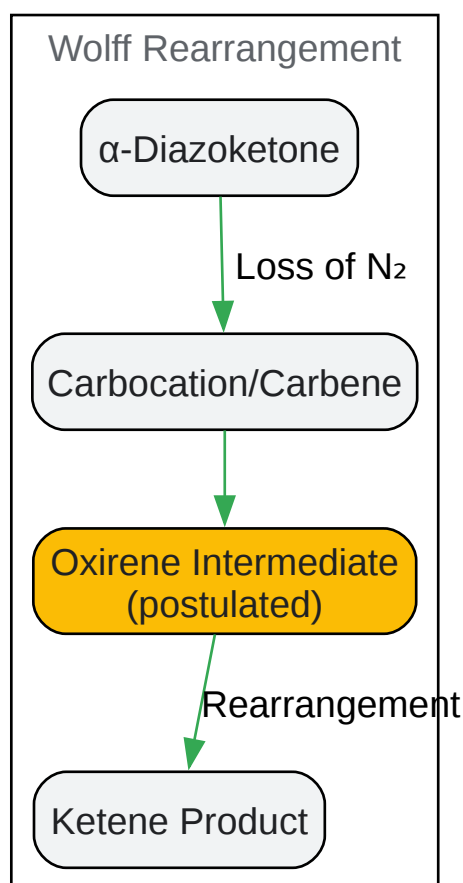 Wolff Rearrangement
α-Diazoketone
Loss of N₂
Carbocation/Carbene
Oxirene Intermediate
(postulated)
Rearrangement
Ketene Product